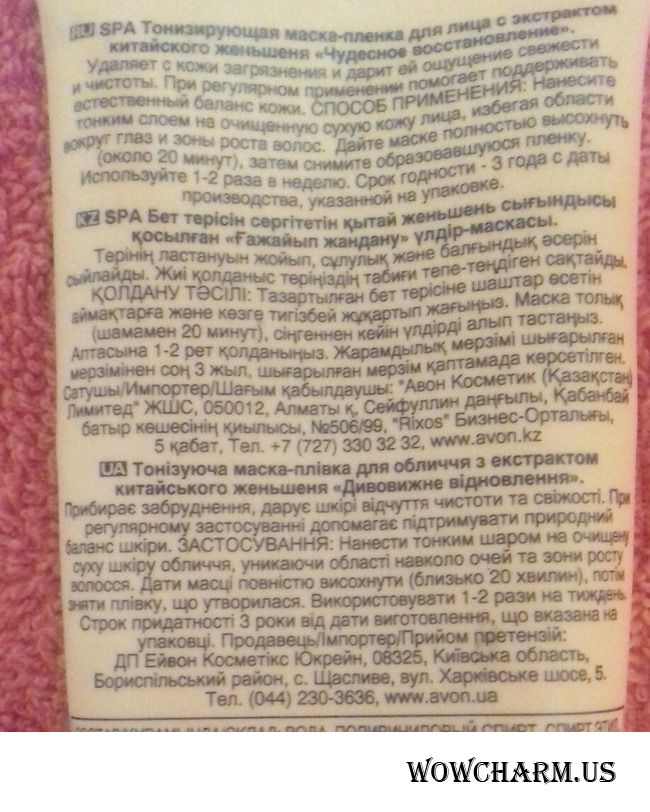 RU SPA Тонизирующая маска-пленка для лица с экстрактом
китайского женьшеня «Чудесное восстановление».
Удаляет с кожи загрязнения и дарит ей ощущение свежести
и чистоты. При регулярном применении помогает поддерживать
естественный баланс кожи. СПОСОБ ПРИМЕНЕНИЯ: Нанесите
тонким слоем на очищенную сухую кожу лица, избегая области
вокруг глаз и зоны роста волос. Дайте маске полностью высохнуть
(около 20 минут), затем снимите образовавшуюся пленку.
Используйте 1-2 раза в неделю. Срок годности - 3 года с даты
производства, указанной на упаковке.
KZ SPA Бет терісін сергітетін қытай женьшень сығындысы
қосылған «Ғажайып жандану» үлдір-маскасы.
Терінің ластануын жойып, сұлулық және балғындық әсерін
сыйлайды. Жиі қолданыс теріңіздің табиғи тепе-теңдіген сақтайды.
ҚОЛДАНУ ТӘСІЛІ: Тазартылған бет терісіне шаштар өсетін
аймақтарға және көзге тигізбей жұқартып жағыңыз. Маска толық
(шамамен 20 минут), сіңгеннен кейін үлдірді алып тастаңыз.
Аптасына 1-2 рет қолданыңыз. Жарамдылық мерзімі шығарылған
мерзімінен соң 3 жыл, шығарылған мерзім қаптамада көрсетілген.
Сатушы/Импортер/Шағым қабылдаушы: "Авон Косметик (Қазақстан)
Лимитед" ЖШС, 050012, Алматы қ, Сейфуллин даңғылы, Қабанбай
батыр көшесінің қиылысы, №506/99, "Rixos" Бизнес-Орталығы,
5 қабат, Тел. +7 (727) 330 32 32, www.avon.kz
UA Тонізуюча маска-плівка для обличчя з екстрактом
китайського женьшеня «Дивовижне відновлення».
Прибирає забруднення, дарує шкірі відчуття чистоти та свіжості. При
регулярному застосуванні допомагає підтримувати природний
баланс шкіри. ЗАСТОСУВАННЯ: Нанести тонким шаром на очищену
суху шкіру обличчя, уникаючи області навколо очей та зони росту
волосся. Дати масці повністю висохнути (близько 20 хвилин), потім
зняти плівку, що утворилася. Використовувати 1-2 рази на тиждень.
Строк придатності 3 роки від дати виготовлення, що вказана на
упаковці. Продавець/Імпортер/Прийом претензій:
ДП Ейвон Косметікс Юкрейн, 08325, Київська область,
Бориспільський район, с. Щасливе, вул. Харківське шосе, 5.
Тел. (044) 230-3636, www.avon.ua
ВОДА, ПОЛИВИНИЛОВЫЙ СПИРТ, СПИРТ
WOWCHARM.US